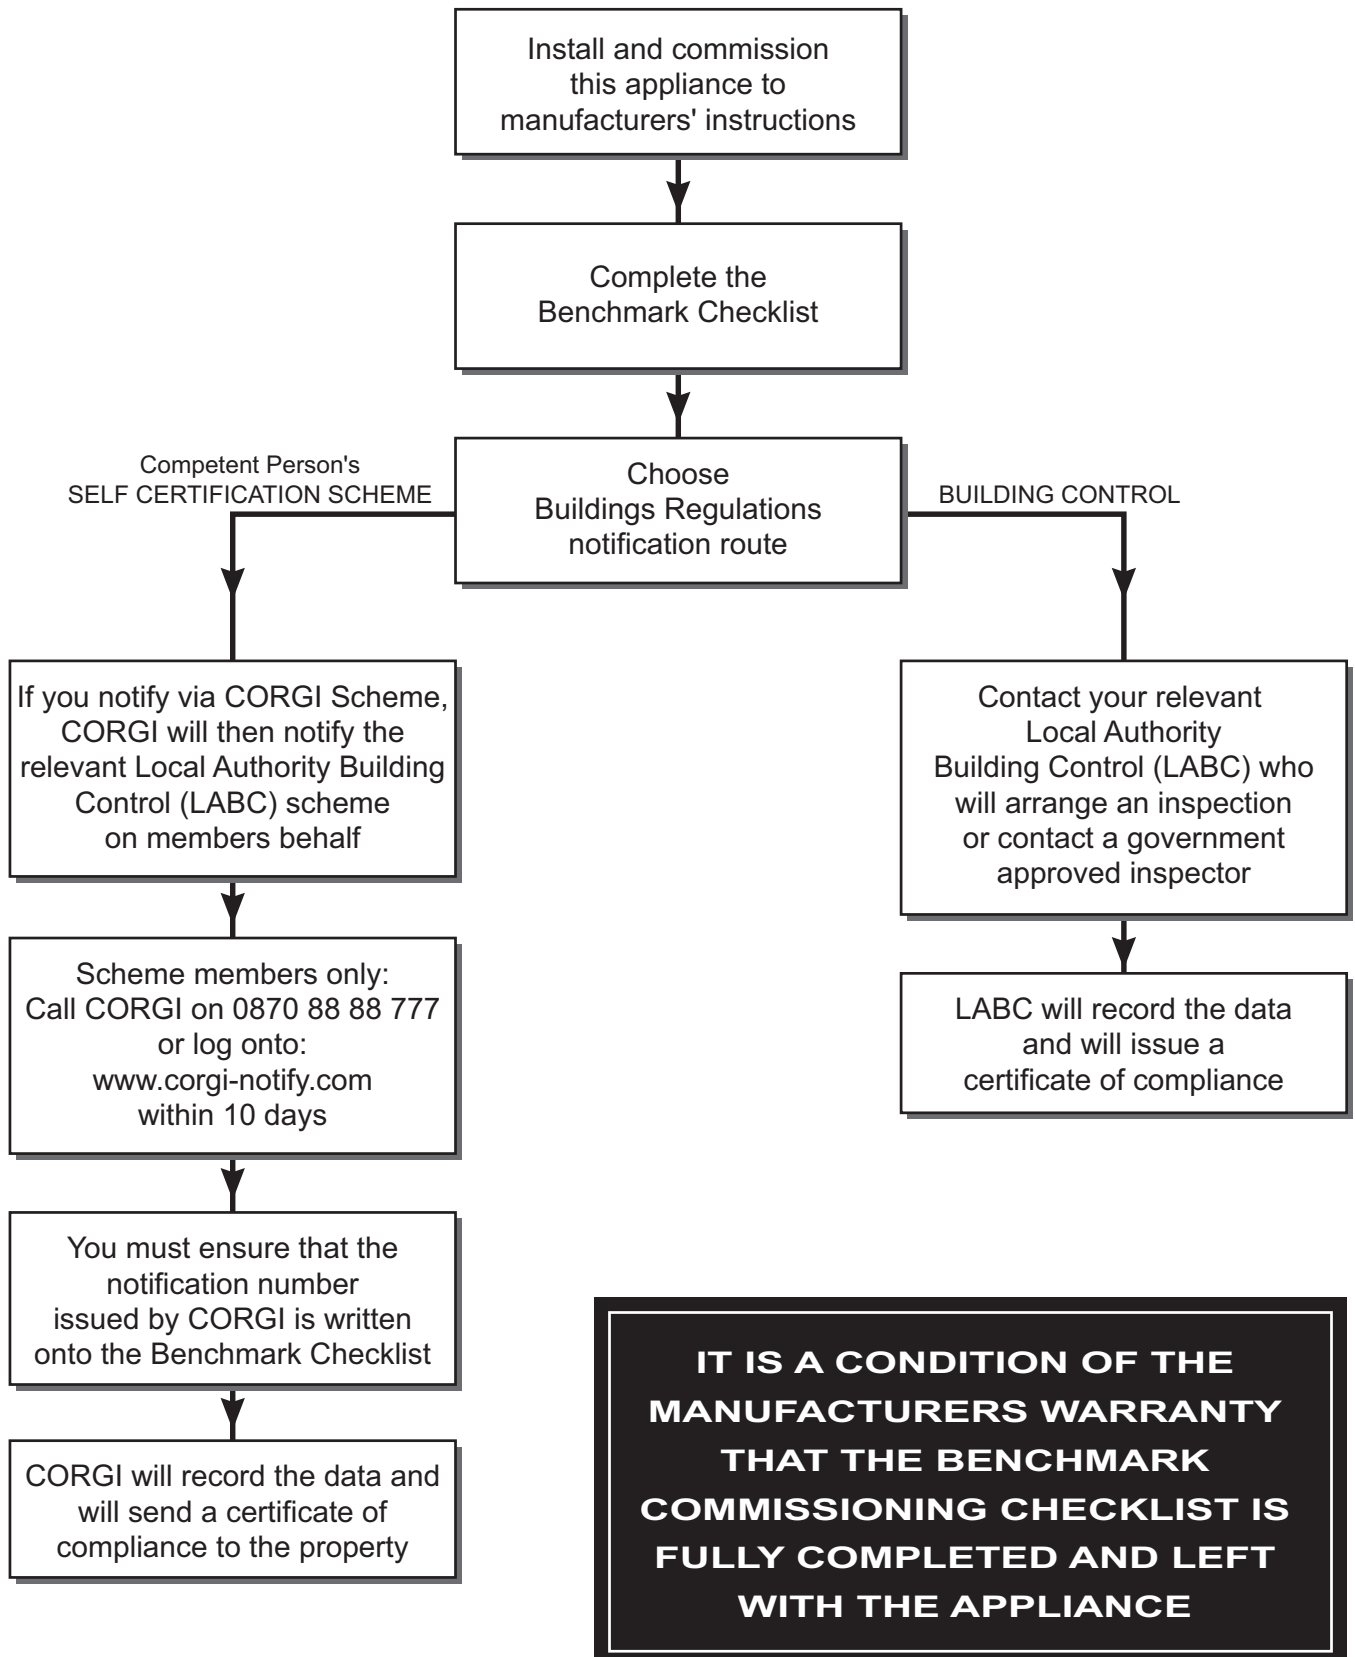 Install and commission
this appliance to
manufacturers' instructions
Complete the
Benchmark Checklist
Choose
Buildings Regulations
notification route
Competent Person's
SELF CERTIFICATION SCHEME
BUILDING CONTROL
If you notify via CORGI Scheme,
CORGI will then notify the
relevant Local Authority Building
Control (LABC) scheme
on members behalf
Scheme members only:
Call CORGI on 0870 88 88 777
or log onto:
www.corgi-notify.com
within 10 days
You must ensure that the
notification number
issued by CORGI is written
onto the Benchmark Checklist
CORGI will record the data and
will send a certificate of
compliance to the property
Contact your relevant
Local Authority
Building Control (LABC) who
will arrange an inspection
or contact a government
approved inspector
LABC will record the data
and will issue a
certificate of compliance
IT IS A CONDITION OF THE
MANUFACTURERS WARRANTY
THAT THE BENCHMARK
COMMISSIONING CHECKLIST IS
FULLY COMPLETED AND LEFT
WITH THE APPLIANCE